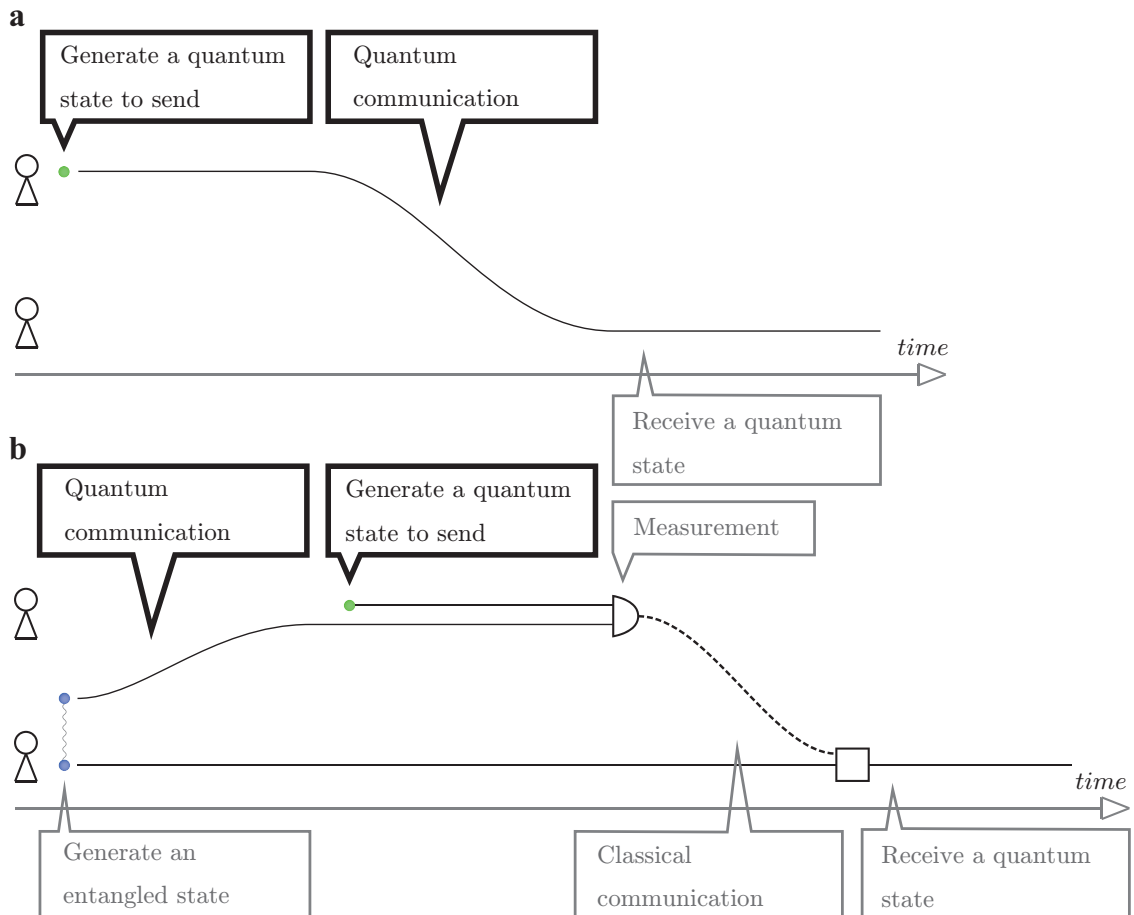 a
Generate a quantum
state to send
Quantum
communication
time
Receive a quantum
state
b
Quantum
communication
Generate a quantum
state to send
Measurement
time
Generate an
entangled state
Classical
communication
Receive a quantum
state